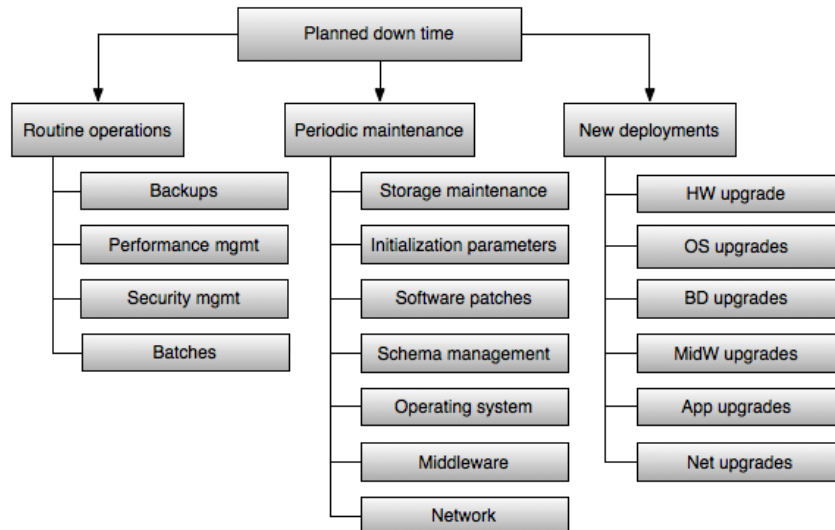 Planned down time
Routine operations
Periodic maintenance
New deployments
Backups
Performance mgmt
Security mgmt
Batches
Storage maintenance
Initialization parameters
Software patches
Schema management
Operating system
Middleware
Network
HW upgrade
OS upgrades
BD upgrades
MidW upgrades
App upgrades
Net upgrades